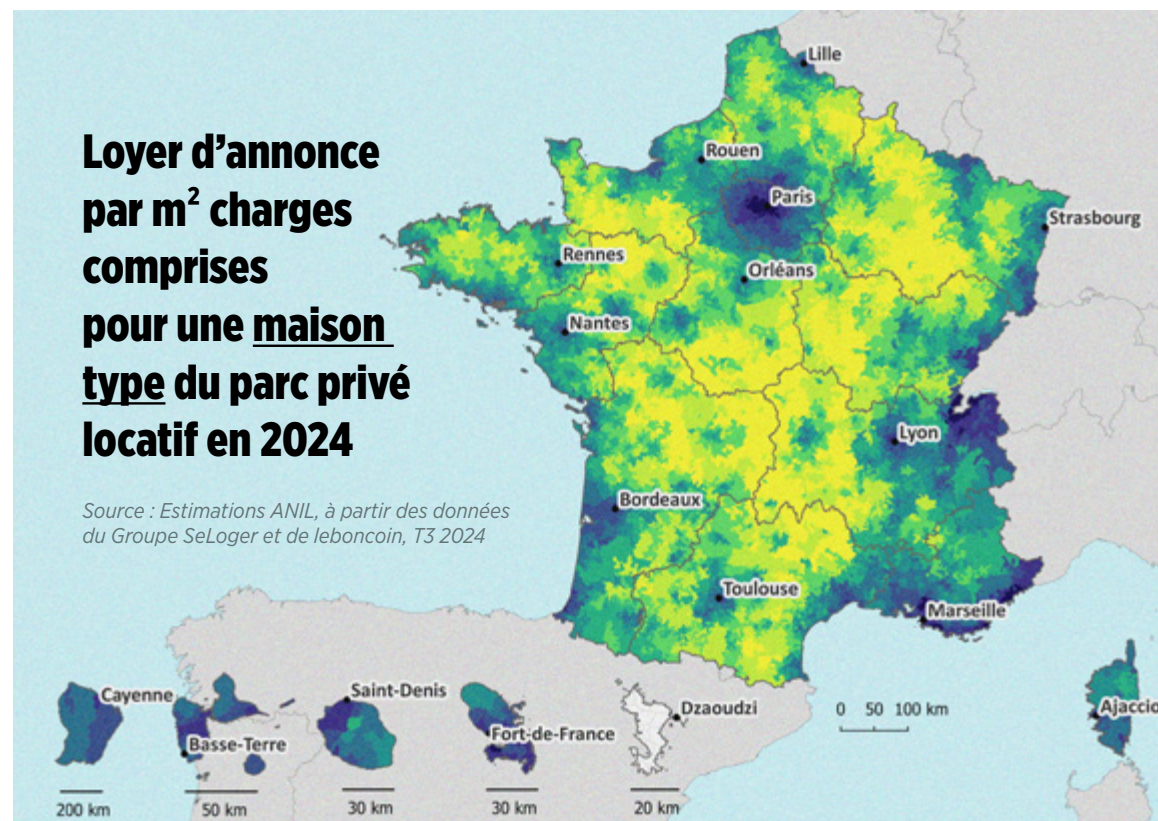 Loyer d’annonce
par m² charges
comprises
pour une maison
type du parc privé
locatif en 2024
Source : Estimations ANIL, à partir des données
du Groupe SeLoger et de leboncoin, T3 2024
Lille
Rouen
Paris
Strasbourg
Rennes
Orléans
Nantes
Lyon
Bordeaux
Toulouse
Marseille
Ajaccio
Cayenne
Basse-Terre
Saint-Denis
Fort-de-France
Dzaoudzi
0 50 100 km
200 km
50 km
30 km
30 km
20 km